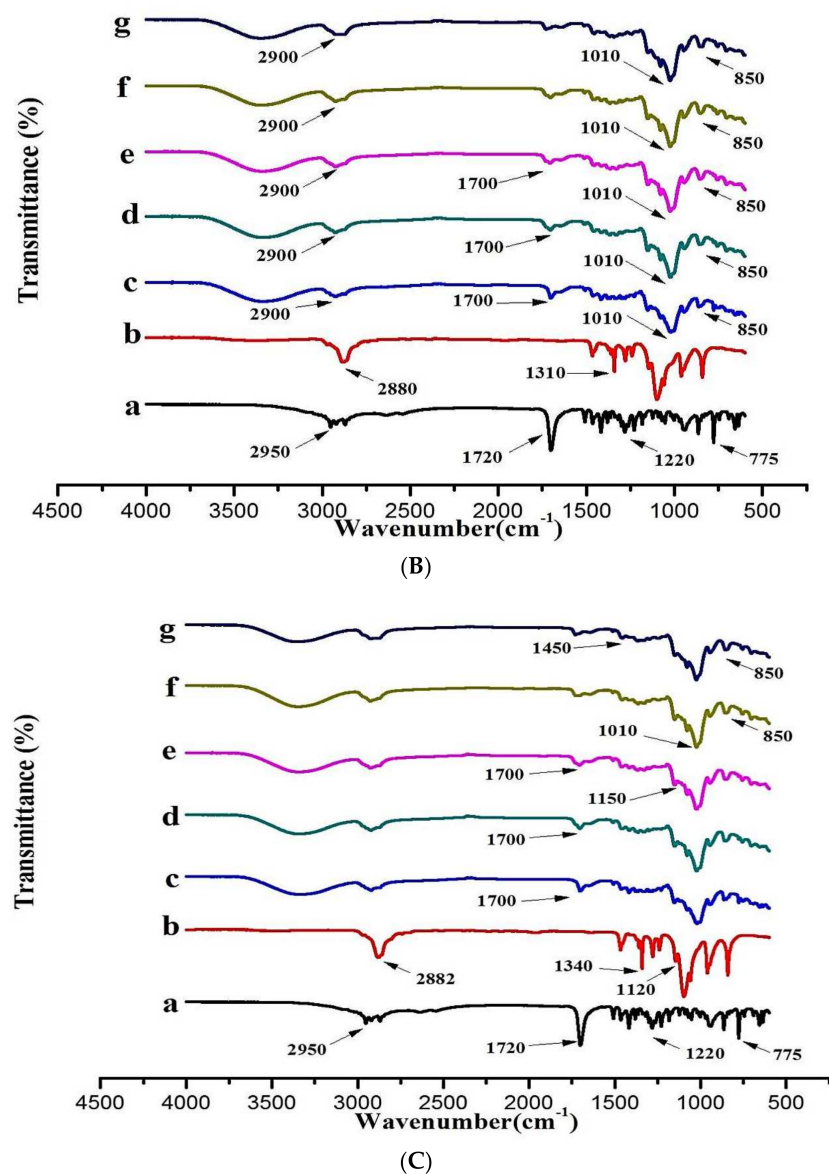 g
2900
1010
850
f
2900
1010
850
e
2900
1700
1010
850
d
2900
1700
1010
850
c
2900
1700
1010
850
b
2880
1310
a
2950
1720
1220
775
Transmittance (%)
4500 4000 3500 3000 2500 2000 1500 1000 500
Wavenumber(cm⁻¹)
(B)
g
1450
850
f
1010
850
e
1700
1150
d
1700
c
1700
b
2882
1340
1120
a
2950
1720
1220
775
Transmittance (%)
4500 4000 3500 3000 2500 2000 1500 1000 500
Wavenumber(cm⁻¹)
(C)